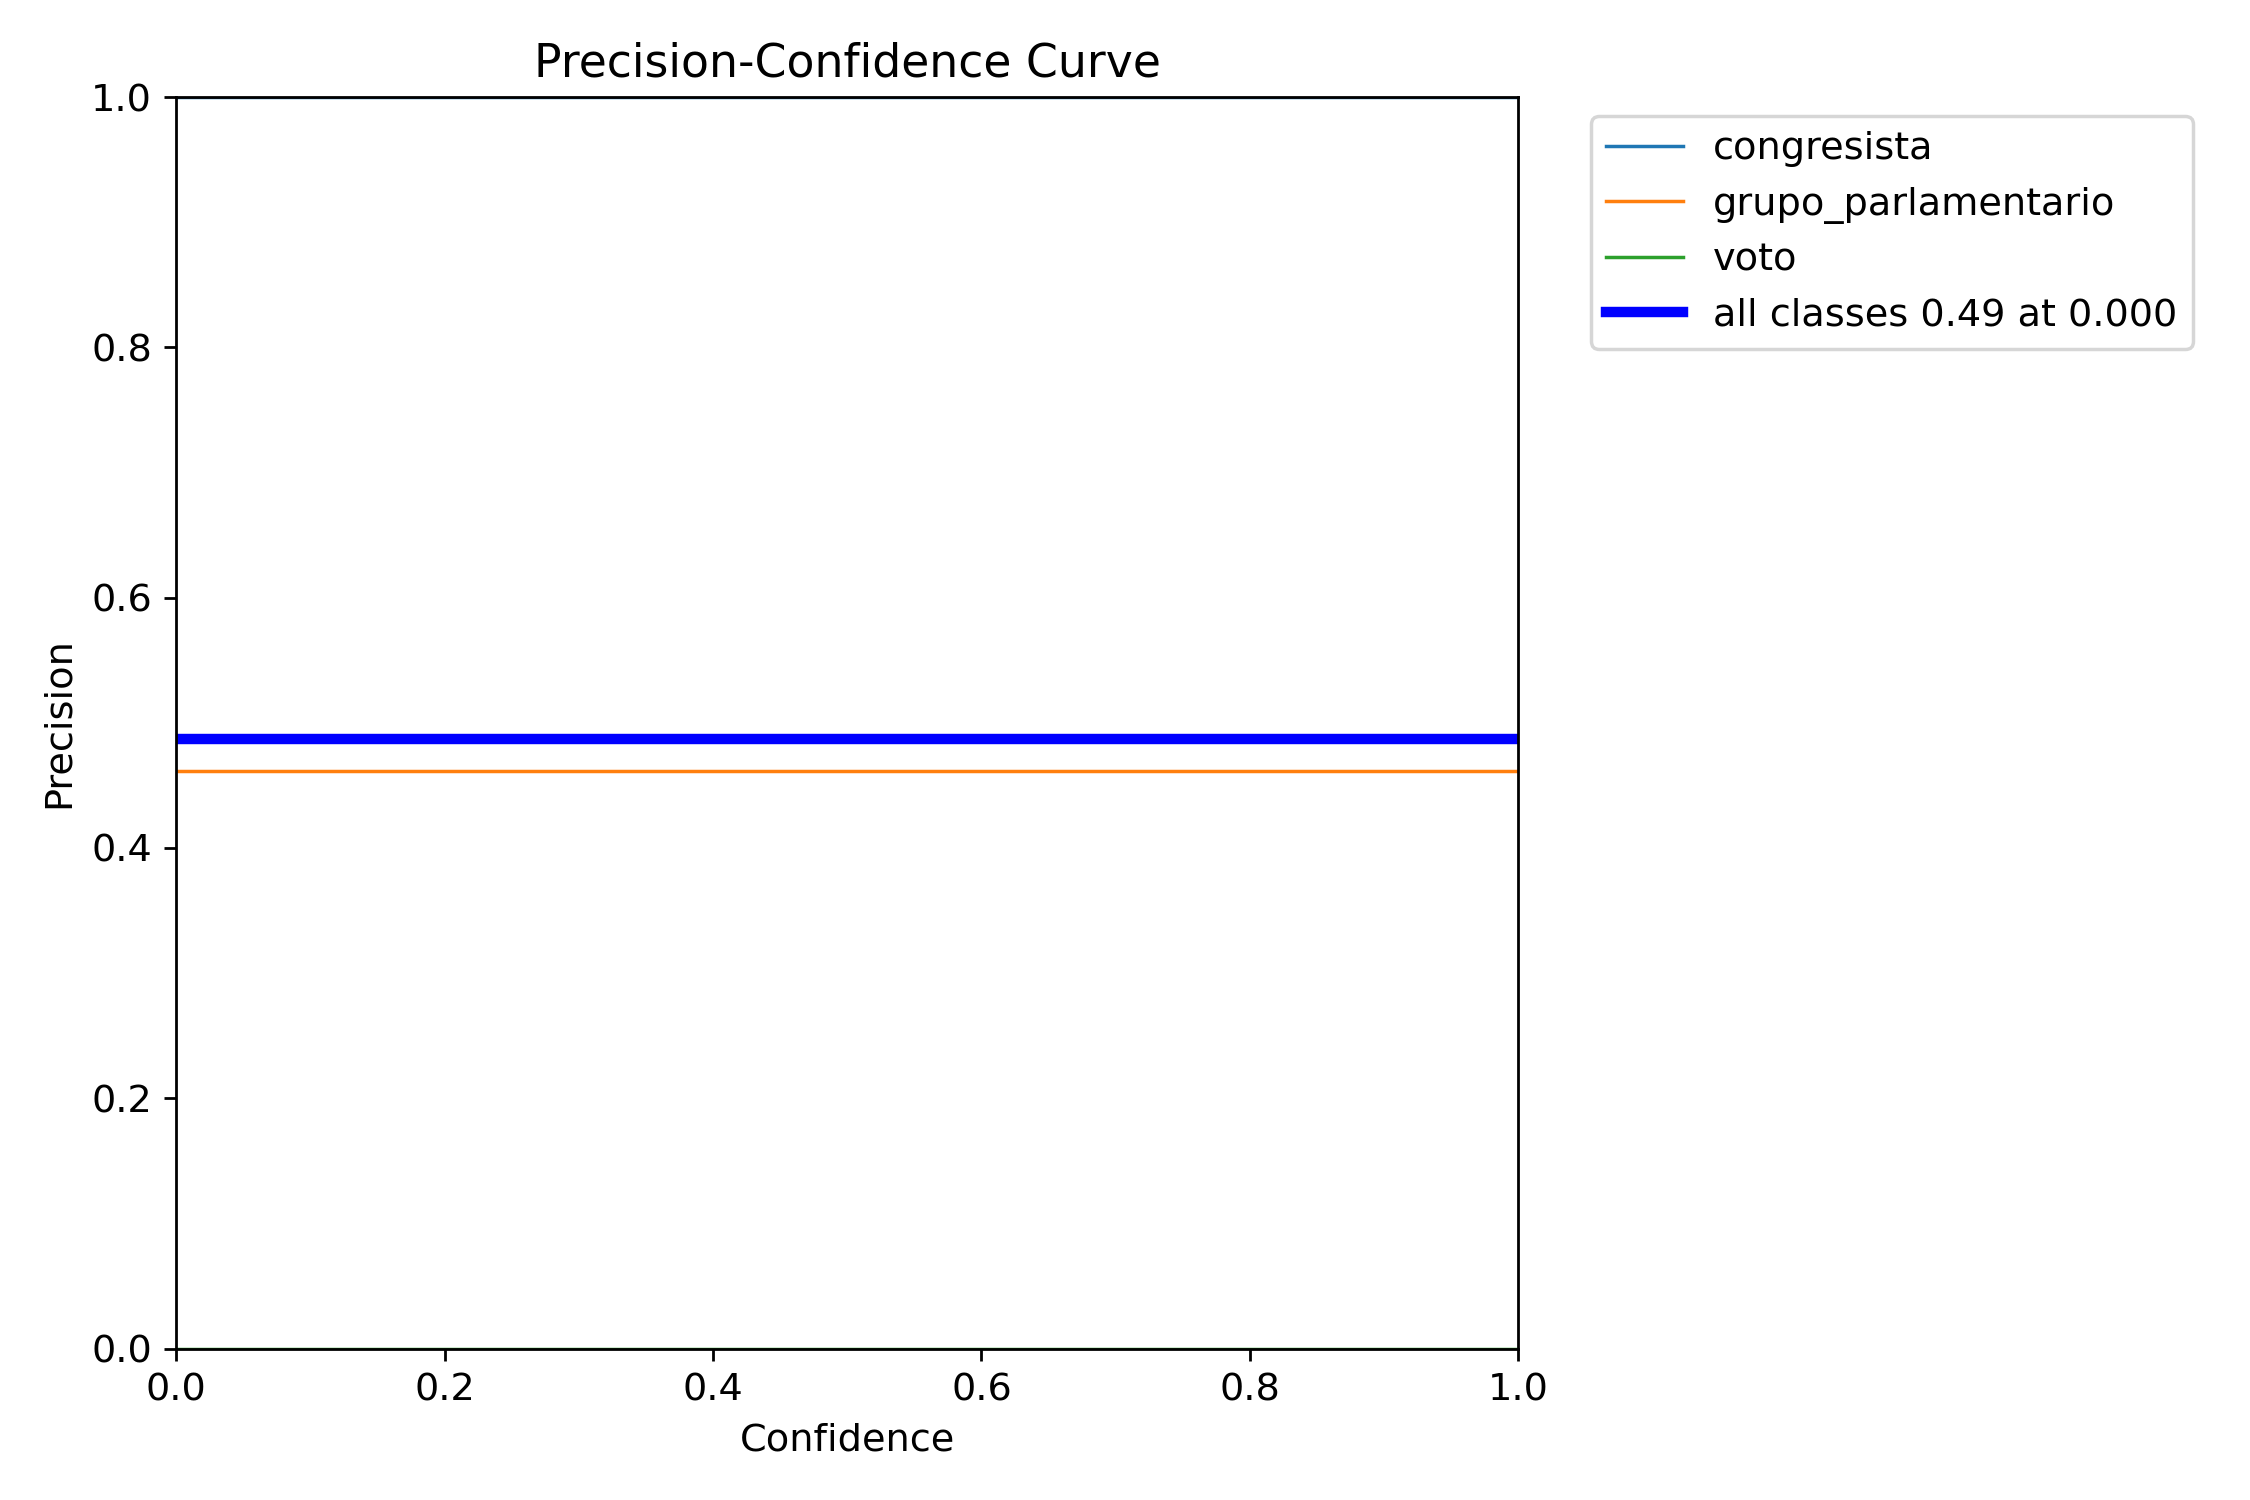 Precision-Confidence Curve
1.0
0.8
0.6
0.4
0.2
0.0
Precision
0.0 0.2 0.4 0.6 0.8 1.0
Confidence
congresista
grupo_parlamentario
voto
all classes 0.49 at 0.000